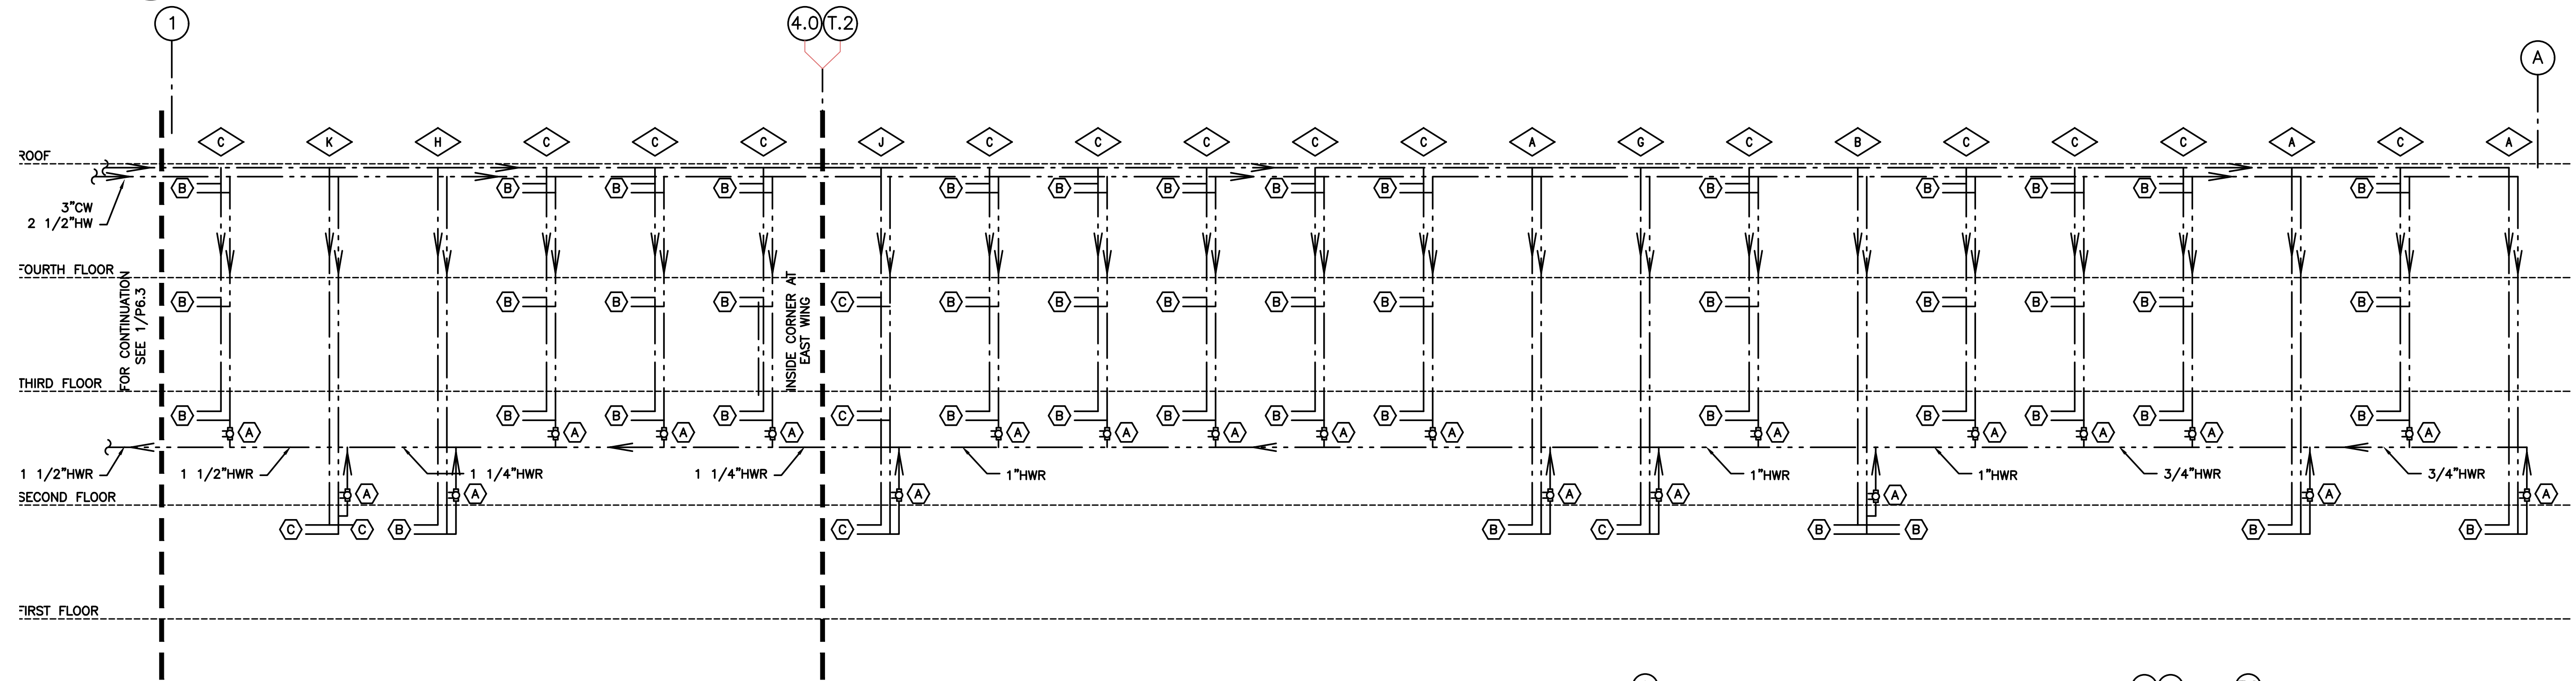 1
4.0 T.2
A
C K H C C C J C C C C C A G C B C C C A C A
ROOF
B B B B B B B B B B B B B B
3"CW
2 1/2"HW
FOURTH FLOOR
B B B B C B B B B B B B B B B
FOR CONTINUATION
SEE 1/P6.3
INSIDE CORNER AT
EAST WING
THIRD FLOOR
B B B B C B B B B B B B B B B
A A A A A A A A A A A A A A
1 1/2"HWR 1 1/2"HWR 1 1/4"HWR 1 1/4"HWR 1"HWR 1"HWR 1"HWR 3/4"HWR 3/4"HWR
SECOND FLOOR
A A A A A A A A
C C B C B C B B B B
FIRST FLOOR